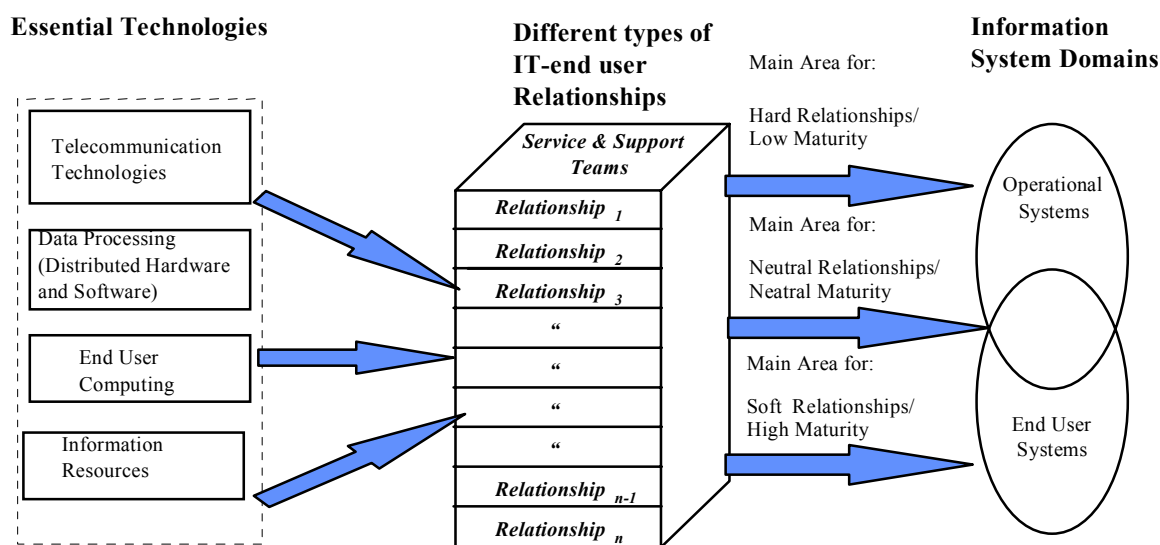 Essential Technologies
Telecommunication
Technologies
Data Processing
(Distributed Hardware
and Software)
End User
Computing
Information
Resources
Different types of
IT-end user
Relationships
Service & Support
Teams
Relationship 1
Relationship 2
Relationship 3
“
“
“
“
Relationship n-1
Relationship n
Main Area for:
Hard Relationships/
Low Maturity
Main Area for:
Neutral Relationships/
Neatral Maturity
Main Area for:
Soft Relationships/
High Maturity
Information
System Domains
Operational
Systems
End User
Systems